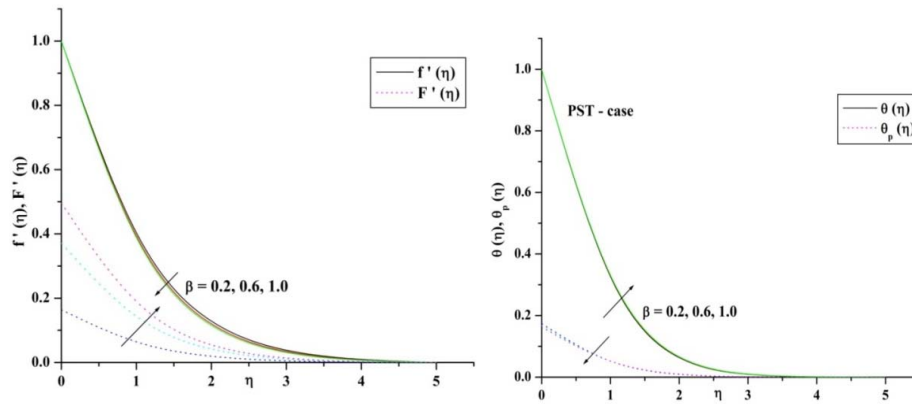 1.0
0.8
0.6
0.4
0.2
0.0
f ' (η), F ' (η)
f ' (η)
F ' (η)
β = 0.2, 0.6, 1.0
0 1 2 3 4 5
η
1.0
0.8
0.6
0.4
0.2
0.0
θ (η), θp (η)
PST - case
θ (η)
θp (η)
β = 0.2, 0.6, 1.0
0 1 2 3 4 5
η